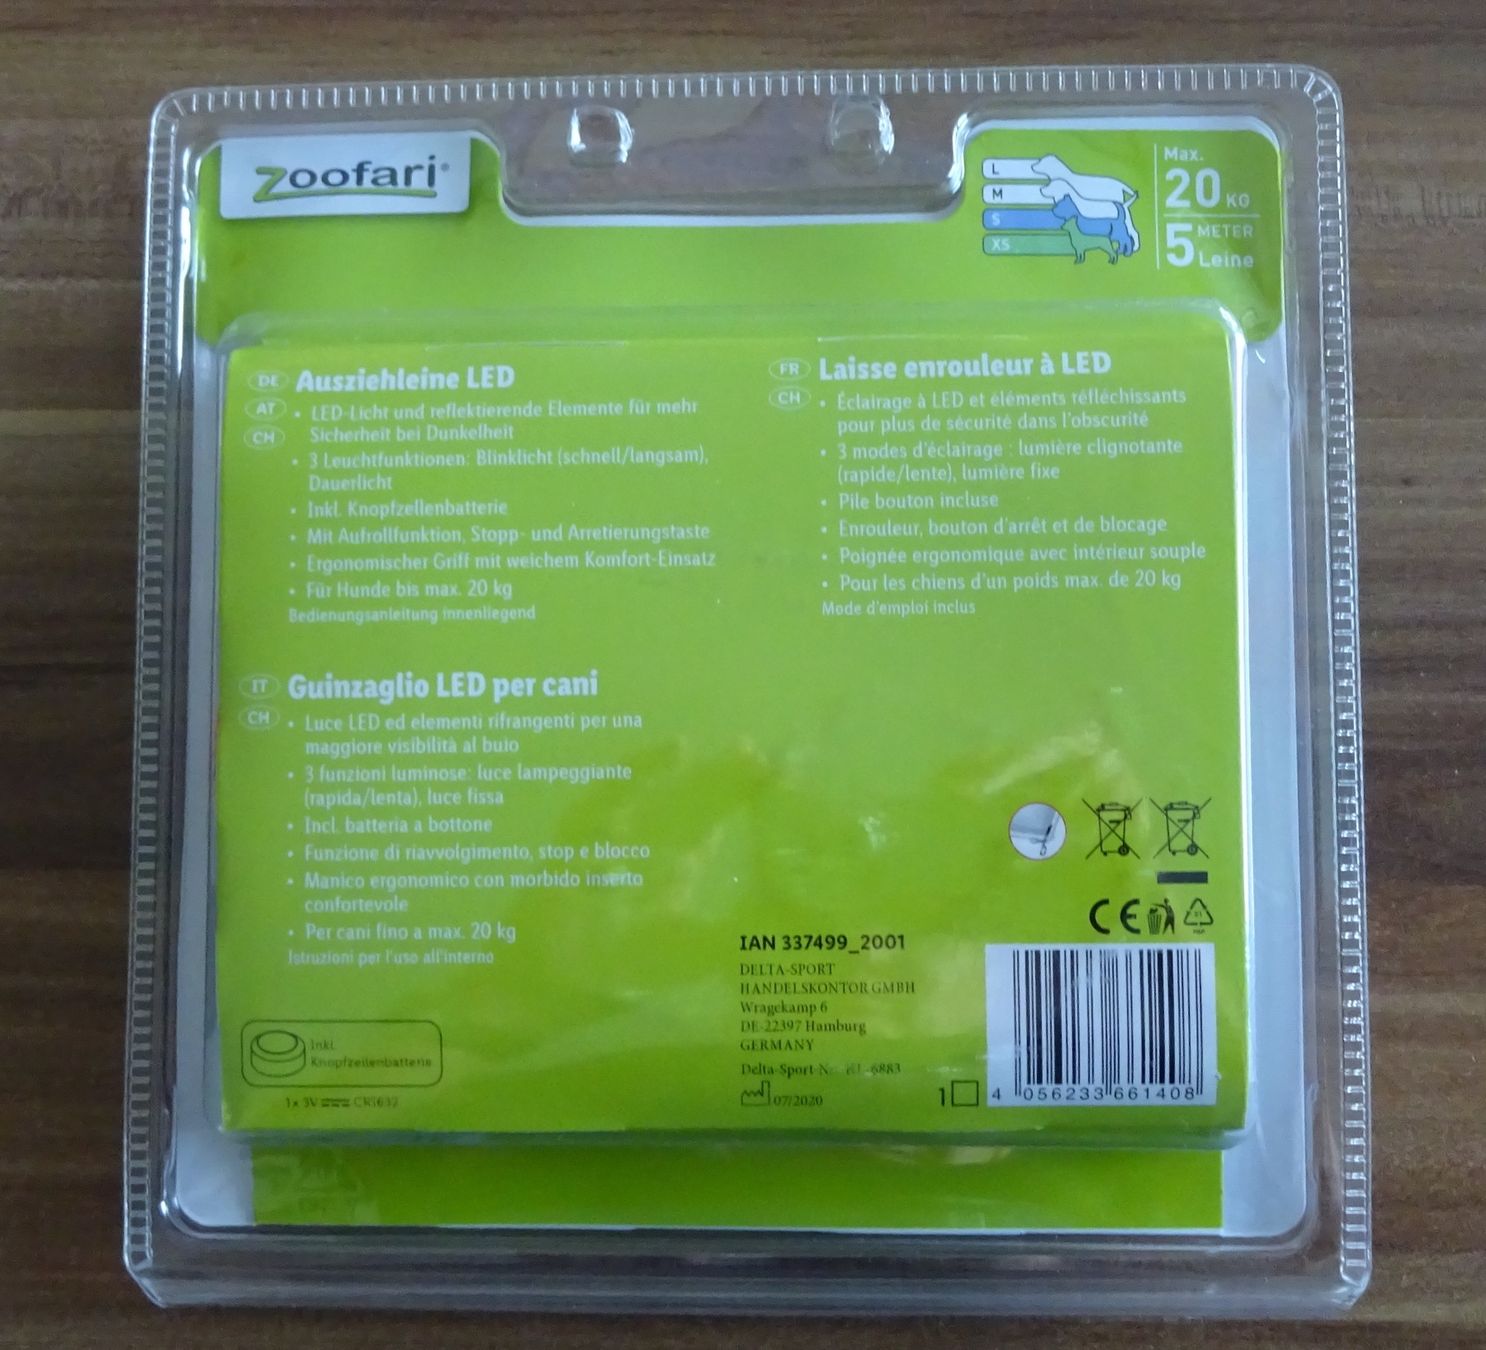 zoofari®
L
M
S
XS
Max.
20 KG
5 METER
Leine
DE
AT
CH
Ausziehleine LED
• LED-Licht und reflektierende Elemente für mehr
Sicherheit bei Dunkelheit
• 3 Leuchtfunktionen: Blinklicht (schnell/langsam),
Dauerlicht
• Inkl. Knopfzellenbatterie
• Mit Aufrollfunktion, Stopp- und Arretierungstaste
• Ergonomischer Griff mit weichem Komfort-Einsatz
• Für Hunde bis max. 20 kg
Bedienungsanleitung innenliegend
FR
CH
Laisse enrouleur à LED
• Éclairage à LED et éléments réfléchissants
pour plus de sécurité dans l'obscurité
• 3 modes d'éclairage : lumière clignotante
(rapide/lente), lumière fixe
• Pile bouton incluse
• Enrouleur, bouton d'arrêt et de blocage
• Poignée ergonomique avec intérieur souple
• Pour les chiens d'un poids max. de 20 kg
Mode d'emploi inclus
IT
CH
Guinzaglio LED per cani
• Luce LED ed elementi rifrangenti per una
maggiore visibilità al buio
• 3 funzioni luminose: luce lampeggiante
(rapida/lenta), luce fissa
• Incl. batteria a bottone
• Funzione di riavvolgimento, stop e blocco
• Manico ergonomico con morbido inserto
confortevole
• Per cani fino a max. 20 kg
Istruzioni per l'uso all'interno
Inkl.
Knopfzellenbatterie
1x 3V CR1632
IAN 337499_2001
DELTA-SPORT
HANDELSKONTOR GMBH
Wragekamp 6
DE-22397 Hamburg
GERMANY
Delta-Sport-Nr. -6883
07/2020
CE
1
4 056233 661408